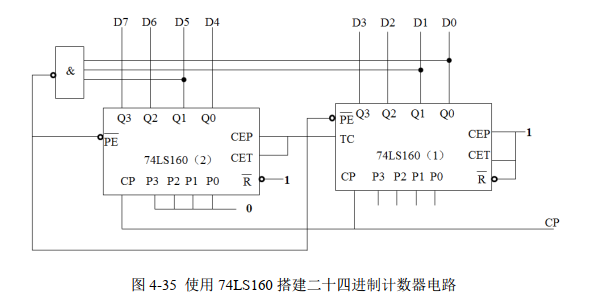 D7 D6 D5 D4 D3 D2 D1 D0
&
Q3 Q2 Q1 Q0
PE
CEP
CET
74LS160（2）
R
1
CP P3 P2 P1 P0
0
Q3 Q2 Q1 Q0
PE
TC
CEP
1
CET
74LS160（1）
R
CP P3 P2 P1 P0
CP
图 4-35 使用 74LS160 搭建二十四进制计数器电路